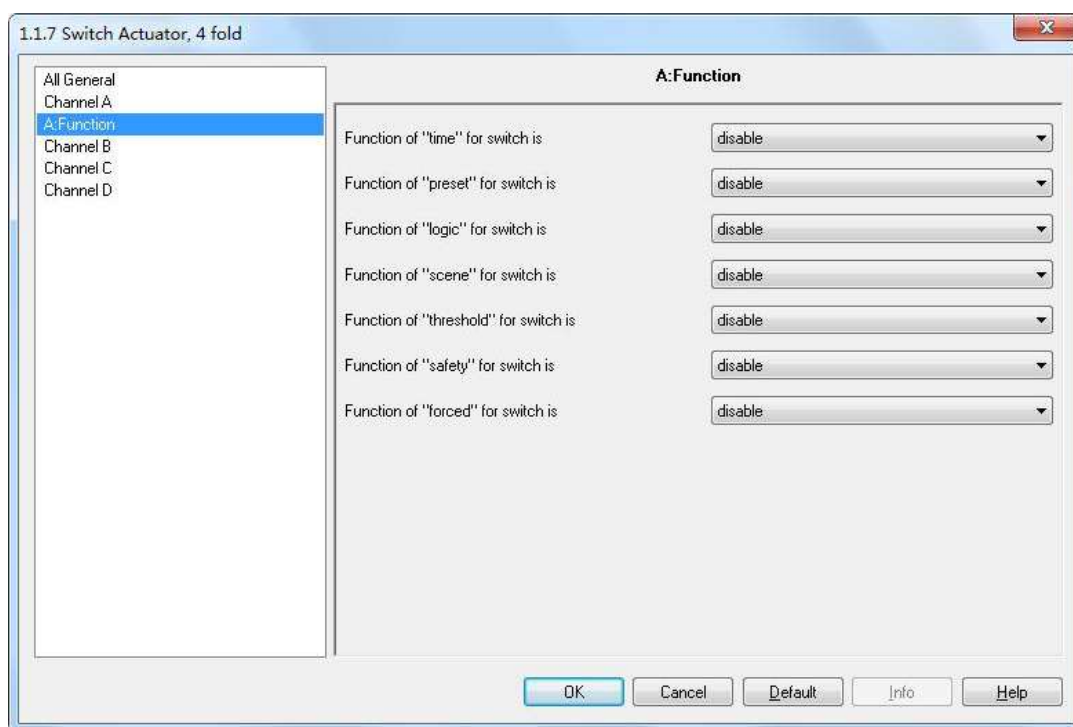 1.1.7 Switch Actuator, 4 fold
All General
Channel A
A:Function
Channel B
Channel C
Channel D
A:Function
Function of "time" for switch is disable
Function of "preset" for switch is disable
Function of "logic" for switch is disable
Function of "scene" for switch is disable
Function of "threshold" for switch is disable
Function of "safety" for switch is disable
Function of "forced" for switch is disable
OK Cancel Default Info Help